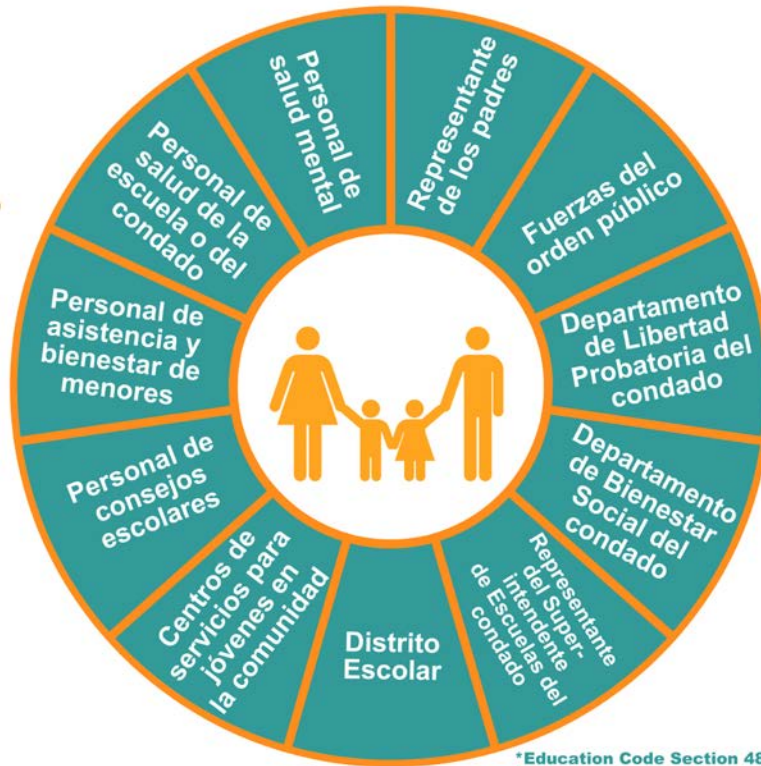 Representante
de los padres
Fuerzas del
orden público
Departamento
de Libertad
Probatoria del
condado
Departamento
de Bienestar
Social del
condado
Representante
del Super-
intendente
de Escuelas del
condado
Distrito
Escolar
Centros de
servicios para
jóvenes en
la comunidad
Personal de
consejos
escolares
Personal de
asistencia y
bienestar de
menores
Personal de
salud de la
escuela o del
condado
Personal de
salud mental
*Education Code Section 48